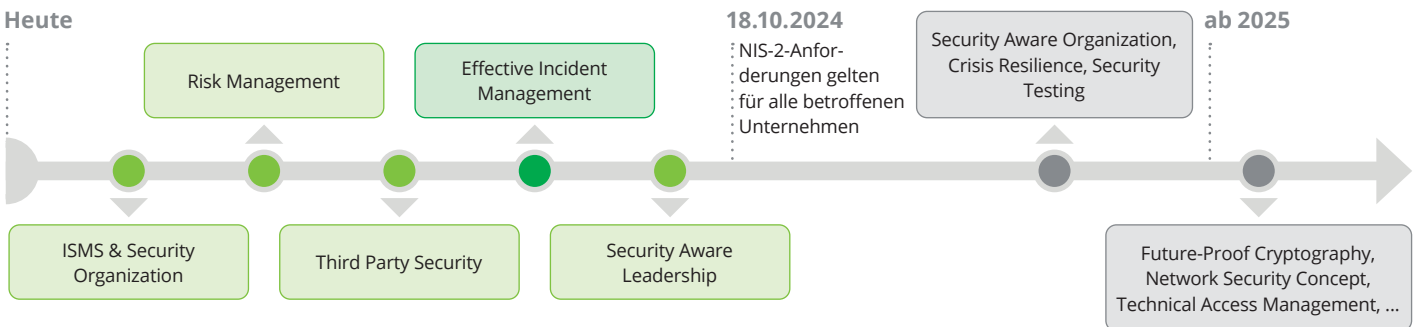 Heute
18.10.2024
ab 2025
NIS-2-Anfor-
derungen gelten
für alle betroffenen
Unternehmen
Risk Management
Effective Incident
Management
Security Aware Organization,
Crisis Resilience, Security
Testing
ISMS & Security
Organization
Third Party Security
Security Aware
Leadership
Future-Proof Cryptography,
Network Security Concept,
Technical Access Management, ...